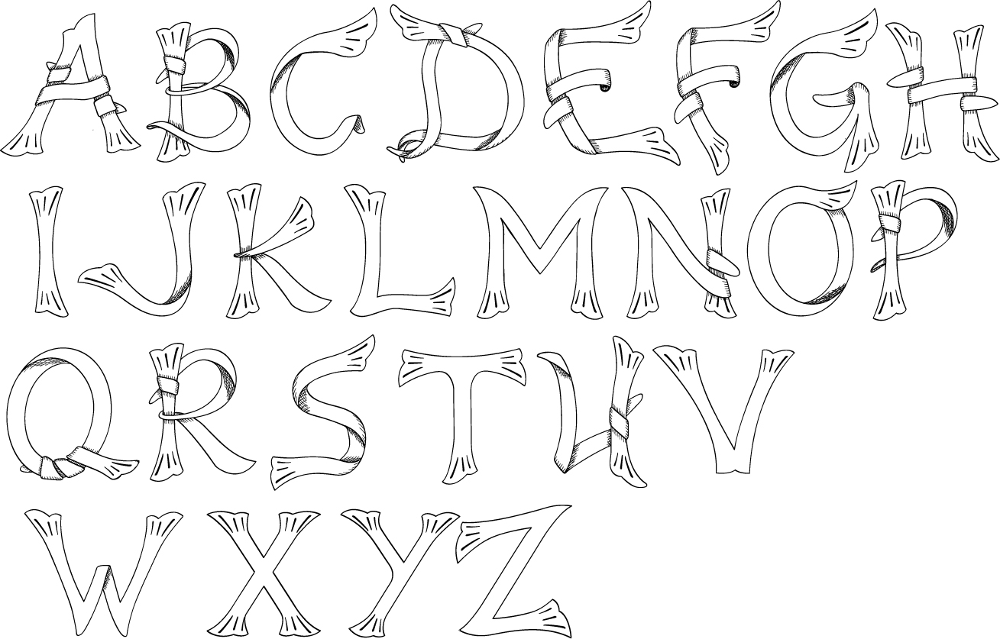 ABCDEFGH
IJKLMNOP
QRSTUV
WXYZ